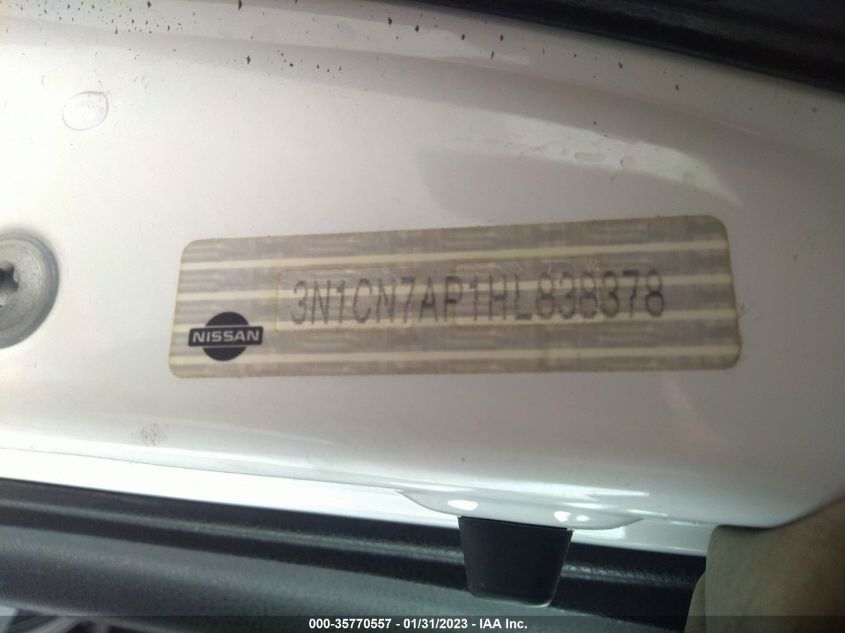 3N1CN7AP1HL838378
NISSAN
000-35770557 - 01/31/2023 - IAA Inc.